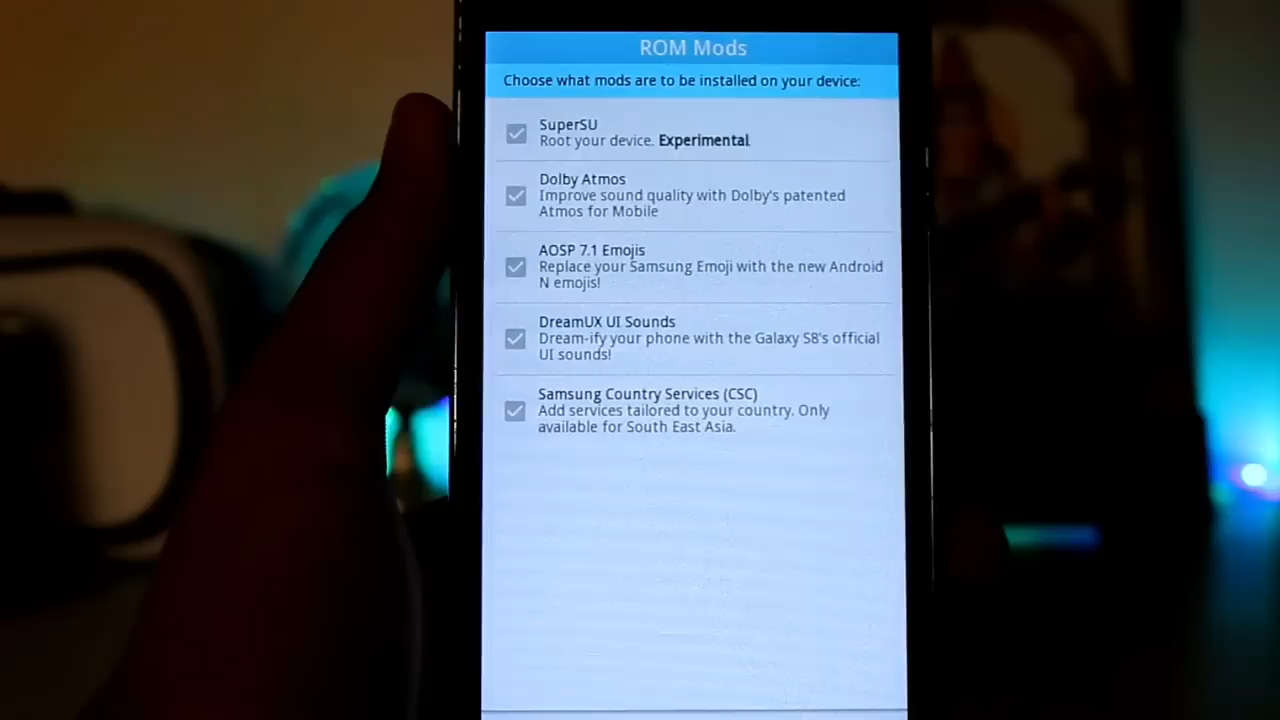 ROM Mods
Choose what mods are to be installed on your device:
SuperSU
Root your device. Experimental.
Dolby Atmos
Improve sound quality with Dolby's patented
Atmos for Mobile
AOSP 7.1 Emojis
Replace your Samsung Emoji with the new Android
N emojis!
DreamUX UI Sounds
Dream-ify your phone with the Galaxy S8's official
UI sounds!
Samsung Country Services (CSC)
Add services tailored to your country. Only
available for South East Asia.